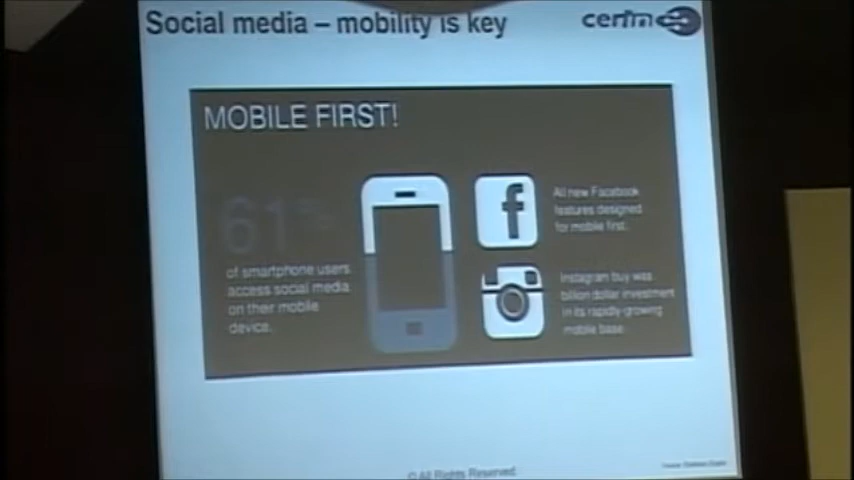 Social media – mobility is key
MOBILE FIRST!
61%
of smartphone users
access social media
on their mobile
device.
All new Facebook
features designed
for mobile first.
Instagram buy was
billion dollar investment
in its rapidly-growing
mobile base.
© All Rights Reserved